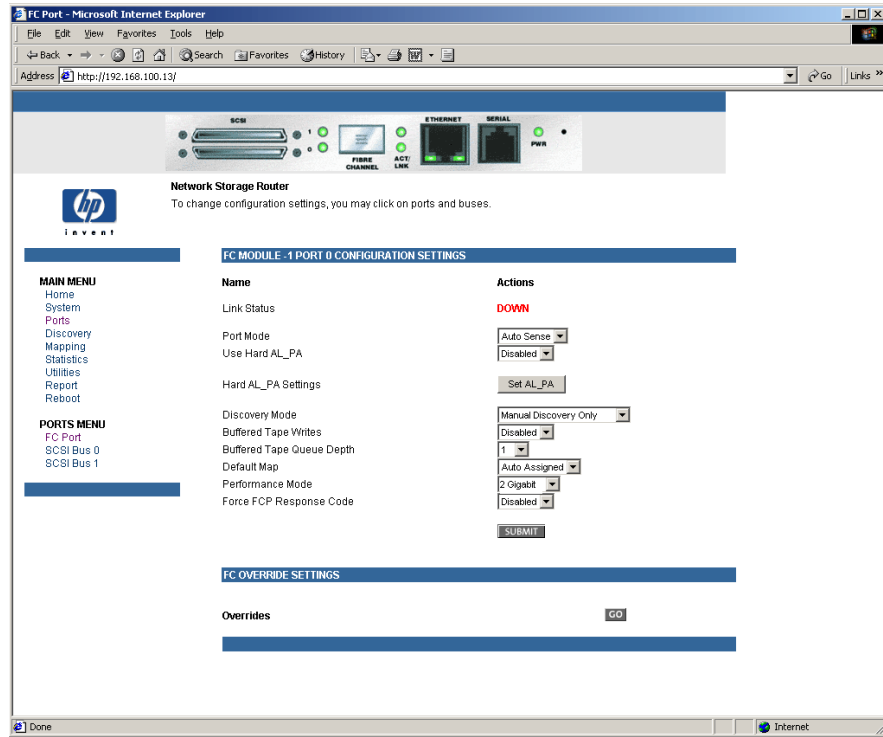 FC Port - Microsoft Internet Explorer
File Edit View Favorites Tools Help
Back Search Favorites History
Address http://192.168.100.13/ Go Links »
SCSI ETHERNET SERIAL
1
0
FIBRE CHANNEL ACT/ LNK PWR
hp
invent
Network Storage Router
To change configuration settings, you may click on ports and buses.
MAIN MENU
Home
System
Ports
Discovery
Mapping
Statistics
Utilities
Report
Reboot
PORTS MENU
FC Port
SCSI Bus 0
SCSI Bus 1
FC MODULE -1 PORT 0 CONFIGURATION SETTINGS
Name Actions
Link Status DOWN
Port Mode Auto Sense
Use Hard AL_PA Disabled
Hard AL_PA Settings Set AL_PA
Discovery Mode Manual Discovery Only
Buffered Tape Writes Disabled
Buffered Tape Queue Depth 1
Default Map Auto Assigned
Performance Mode 2 Gigabit
Force FCP Response Code Disabled
SUBMIT
FC OVERRIDE SETTINGS
Overrides GO
Done Internet